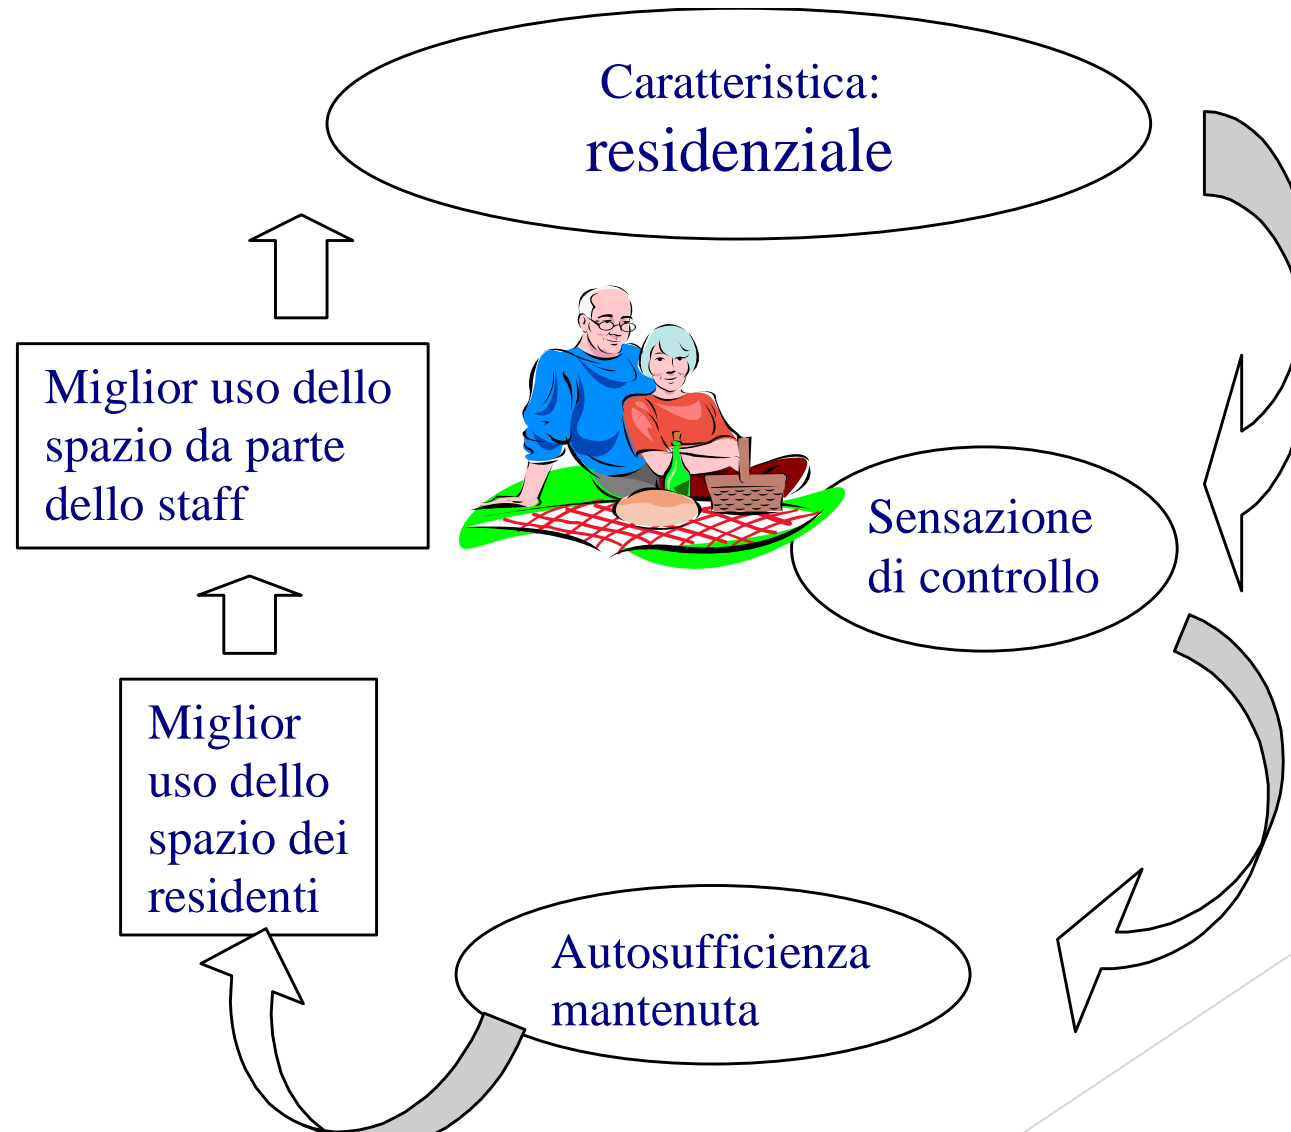 Caratteristica:
residenziale
Miglior uso dello
spazio da parte
dello staff
Sensazione
di controllo
Miglior
uso dello
spazio dei
residenti
Autosufficienza
mantenuta